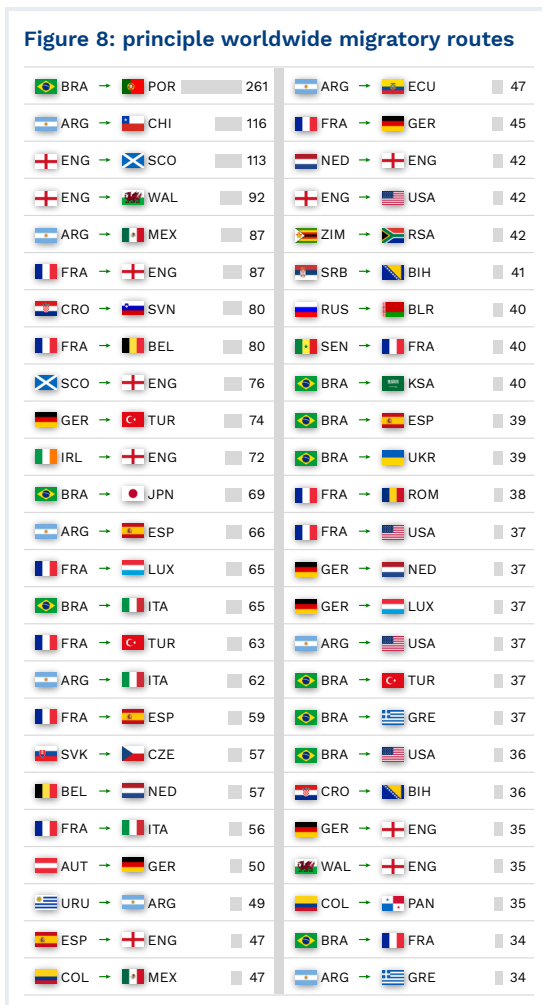 Figure 8: principle worldwide migratory routes
BRA → POR 261
ARG → CHI 116
ENG → SCO 113
ENG → WAL 92
ARG → MEX 87
FRA → ENG 87
CRO → SVN 80
FRA → BEL 80
SCO → ENG 76
GER → TUR 74
IRL → ENG 72
BRA → JPN 69
ARG → ESP 66
FRA → LUX 65
BRA → ITA 65
FRA → TUR 63
ARG → ITA 62
FRA → ESP 59
SVK → CZE 57
BEL → NED 57
FRA → ITA 56
AUT → GER 50
URU → ARG 49
ESP → ENG 47
COL → MEX 47
ARG → ECU 47
FRA → GER 45
NED → ENG 42
ENG → USA 42
ZIM → RSA 42
SRB → BIH 41
RUS → BLR 40
SEN → FRA 40
BRA → KSA 40
BRA → ESP 39
BRA → UKR 39
FRA → ROM 38
FRA → USA 37
GER → NED 37
GER → LUX 37
ARG → USA 37
BRA → TUR 37
BRA → GRE 37
BRA → USA 36
CRO → BIH 36
GER → ENG 35
WAL → ENG 35
COL → PAN 35
BRA → FRA 34
ARG → GRE 34